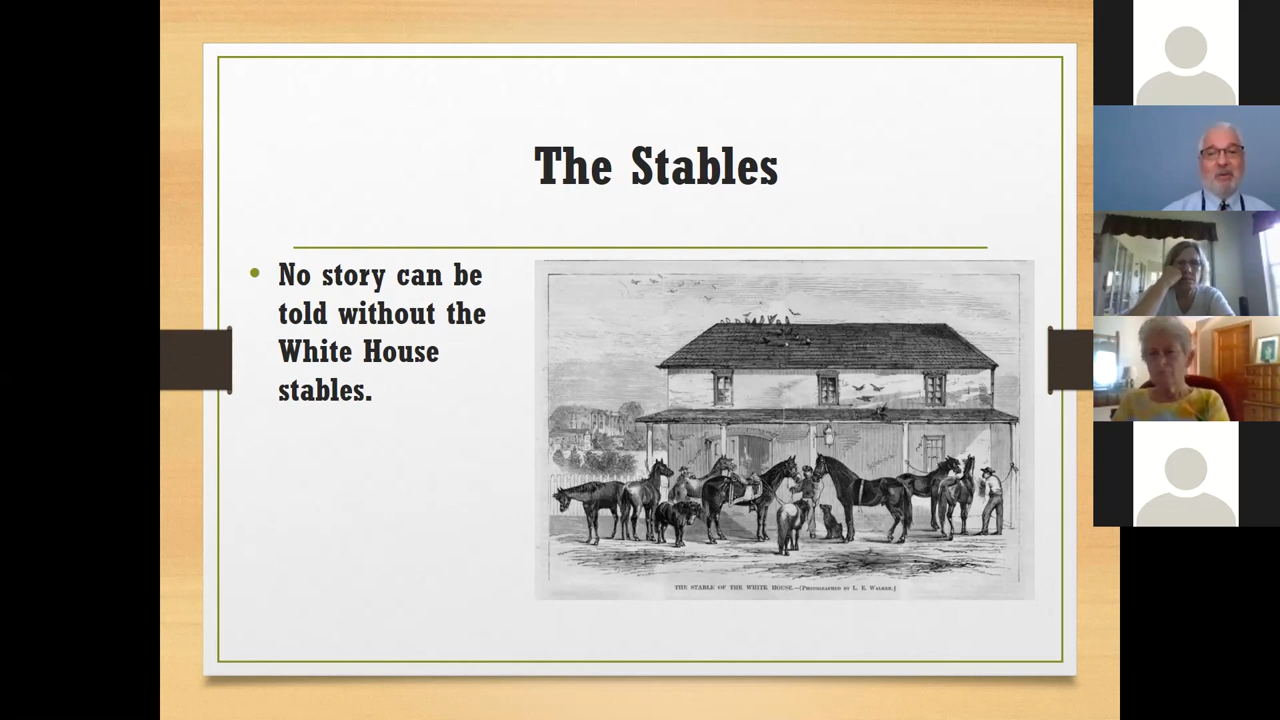 The Stables
No story can be
told without the
White House
stables.
THE STABLE OF THE WHITE HOUSE.—[Photographed by L. E. Walker.]